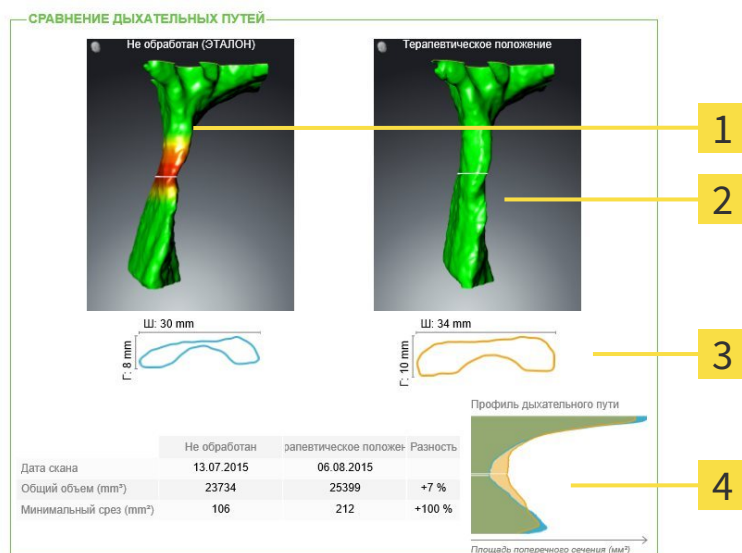 СРАВНЕНИЕ ДЫХАТЕЛЬНЫХ ПУТЕЙ
Не обработан (ЭТАЛОН)
Терапевтическое положение
1
2
Ш: 30 mm
Г: 8 mm
Ш: 34 mm
Г: 10 mm
3
Профиль дыхательного пути
Не обработан рапевтическое положен Разность
Дата скана 13.07.2015 06.08.2015
Общий объем (mm³) 23734 25399 +7 %
Минимальный срез (mm²) 106 212 +100 %
4
Площадь поперечного сечения (мм²)